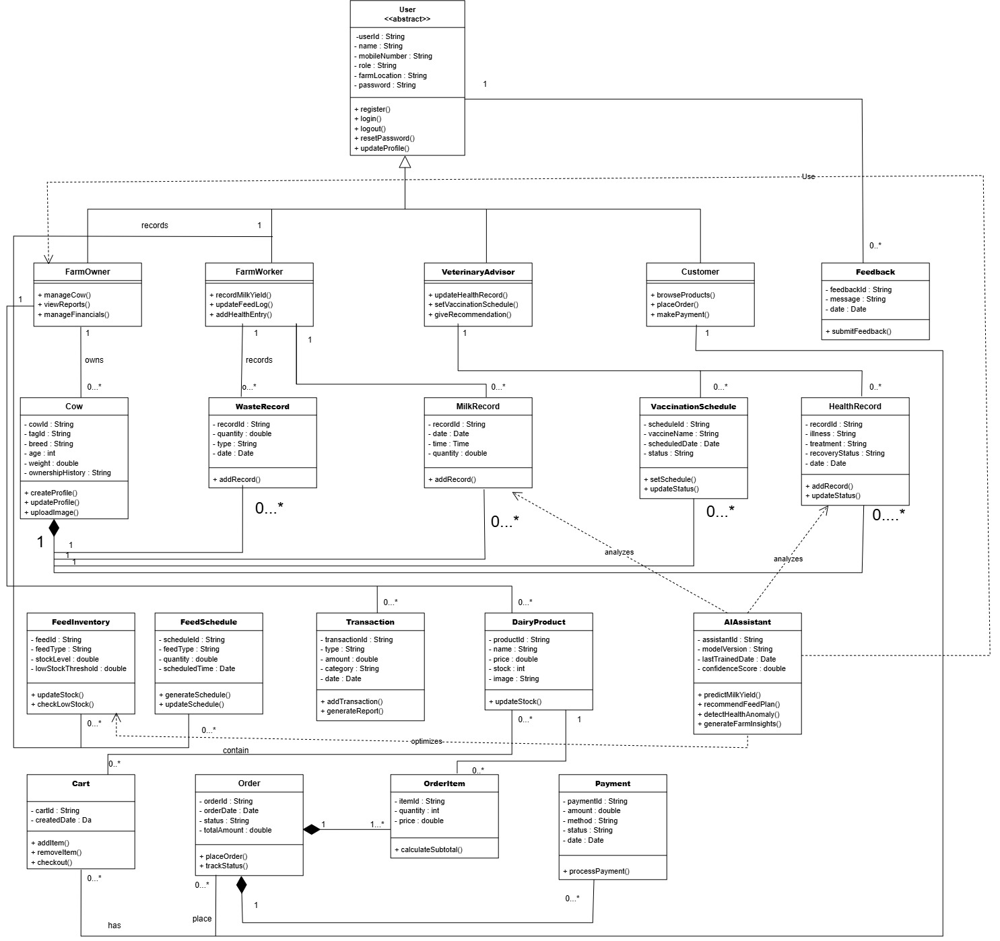 User
<<abstract>>
-userId : String
- name : String
- mobileNumber : String
- role : String
- farmLocation : String
- password : String
+ register()
+ login()
+ logout()
+ resetPassword()
+ updateProfile()
1
Use
records
1
0..*
FarmOwner
+ manageCow()
+ viewReports()
+ manageFinancials()
FarmWorker
+ recordMilkYield()
+ updateFeedLog()
+ addHealthEntry()
VeterinaryAdvisor
+ updateHealthRecord()
+ setVaccinationSchedule()
+ giveRecommendation()
Customer
+ browseProducts()
+ placeOrder()
+ makePayment()
Feedback
- feedbackId : String
- message : String
- date : Date
+ submitFeedback()
1
1
1
1
1
1
owns
records
0...*
o...*
0...*
0...*
0..*
Cow
- cowId : String
- tagId : String
- breed : String
- age : int
- weight : double
- ownershipHistory : String
+ createProfile()
+ updateProfile()
+ uploadImage()
WasteRecord
- recordId : String
- quantity : double
- type : String
- date : Date
+ addRecord()
MilkRecord
- recordId : String
- date : Date
- time : Time
- quantity : double
+ addRecord()
VaccinationSchedule
- scheduleId : String
- vaccineName : String
- scheduledDate : Date
- status : String
+ setSchedule()
+ updateStatus()
HealthRecord
- recordId : String
- illness : String
- treatment : String
- recoveryStatus : String
- date : Date
+ addRecord()
+ updateStatus()
0...*
0...*
0...*
0....*
1
1
1
1
analyzes
analyzes
0...*
0...*
FeedInventory
- feedId : String
- feedType : String
- stockLevel : double
- lowStockThreshold : double
+ updateStock()
+ checkLowStock()
FeedSchedule
- scheduleId : String
- feedType : String
- quantity : double
- scheduledTime : Date
+ generateSchedule()
+ updateSchedule()
Transaction
- transactionId : String
- type : String
- amount : double
- category : String
- date : Date
+ addTransaction()
+ generateReport()
DairyProduct
- productId : String
- name : String
- price : double
- stock : int
- image : String
+ updateStock()
AIAssistant
- assistantId : String
- modelVersion : String
- lastTrainedDate : Date
- confidenceScore : double
+ predictMilkYield()
+ recommendFeedPlan()
+ detectHealthAnomaly()
+ generateFarmInsights()
0...*
0...*
0...*
1
optimizes
contain
0..*
0..*
Cart
- cartId : String
- createdDate : Da
+ addItem()
+ removeItem()
+ checkout()
Order
- orderId : String
- orderDate : Date
- status : String
- totalAmount : double
+ placeOrder()
+ trackStatus()
1
1...*
OrderItem
- itemId : String
- quantity : int
- price : double
+ calculateSubtotal()
Payment
- paymentId : String
- amount : double
- method : String
- status : String
- date : Date
+ processPayment()
0...*
0...*
1
0...*
has
place